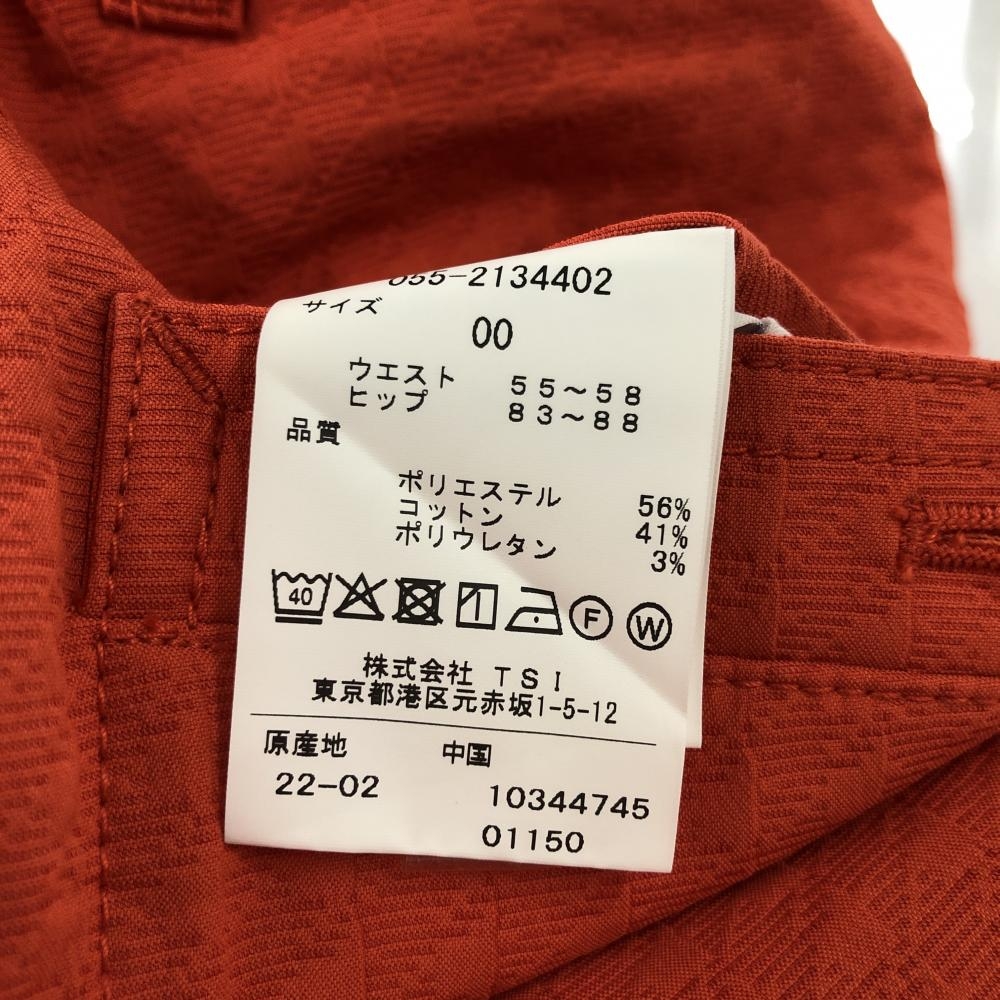 055-2134402
サイズ
00
ウエスト 55～58
ヒップ 83～88
品質
ポリエステル 56%
コットン 41%
ポリウレタン 3%
40 F W
株式会社 TSI
東京都港区元赤坂1-5-12
原産地 中国
22-02 10344745
01150